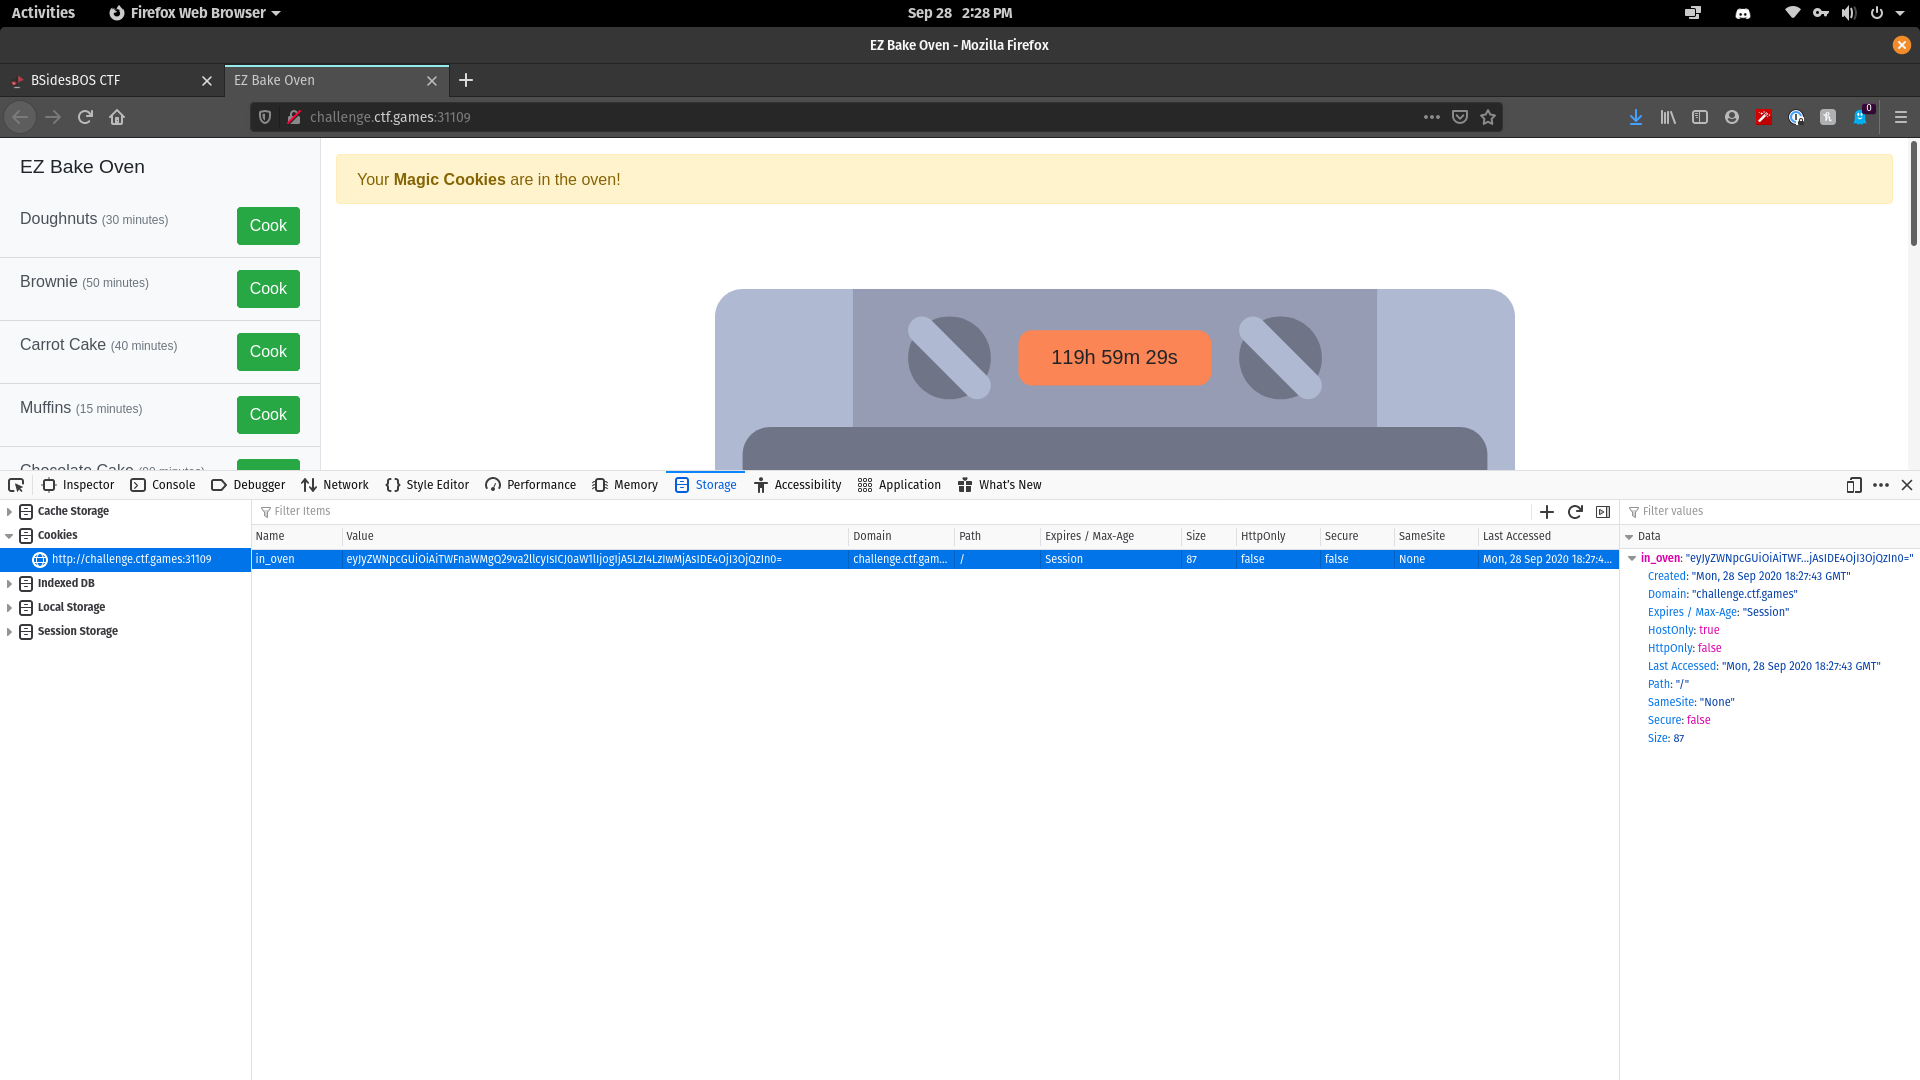 Activities
Firefox Web Browser
Sep 28 2:28 PM
EZ Bake Oven - Mozilla Firefox
BSidesBOS CTF
EZ Bake Oven
challenge.ctf.games:31109
0
EZ Bake Oven
Doughnuts (30 minutes) Cook
Brownie (50 minutes) Cook
Carrot Cake (40 minutes) Cook
Muffins (15 minutes) Cook
Chocolate Cake
Your Magic Cookies are in the oven!
119h 59m 29s
Inspector Console Debugger Network Style Editor Performance Memory Storage Accessibility Application What's New
Cache Storage
Cookies
http://challenge.ctf.games:31109
Indexed DB
Local Storage
Session Storage
Filter Items
Name Value Domain Path Expires / Max-Age Size HttpOnly Secure SameSite Last Accessed
in_oven eyJyZWNpcGUiOiAiTWFnaWMgQ29va2llcyIsICJ0aW1lIjogIjA5LzI4LzIwMjAsIDE4OjI3OjQzIn0= challenge.ctf.gam... / Session 87 false false None Mon, 28 Sep 2020 18:27:4...
Filter values
Data
in_oven: "eyJyZWNpcGUiOiAiTWF...jAsIDE4OjI3OjQzIn0="
Created: "Mon, 28 Sep 2020 18:27:43 GMT"
Domain: "challenge.ctf.games"
Expires / Max-Age: "Session"
HostOnly: true
HttpOnly: false
Last Accessed: "Mon, 28 Sep 2020 18:27:43 GMT"
Path: "/"
SameSite: "None"
Secure: false
Size: 87